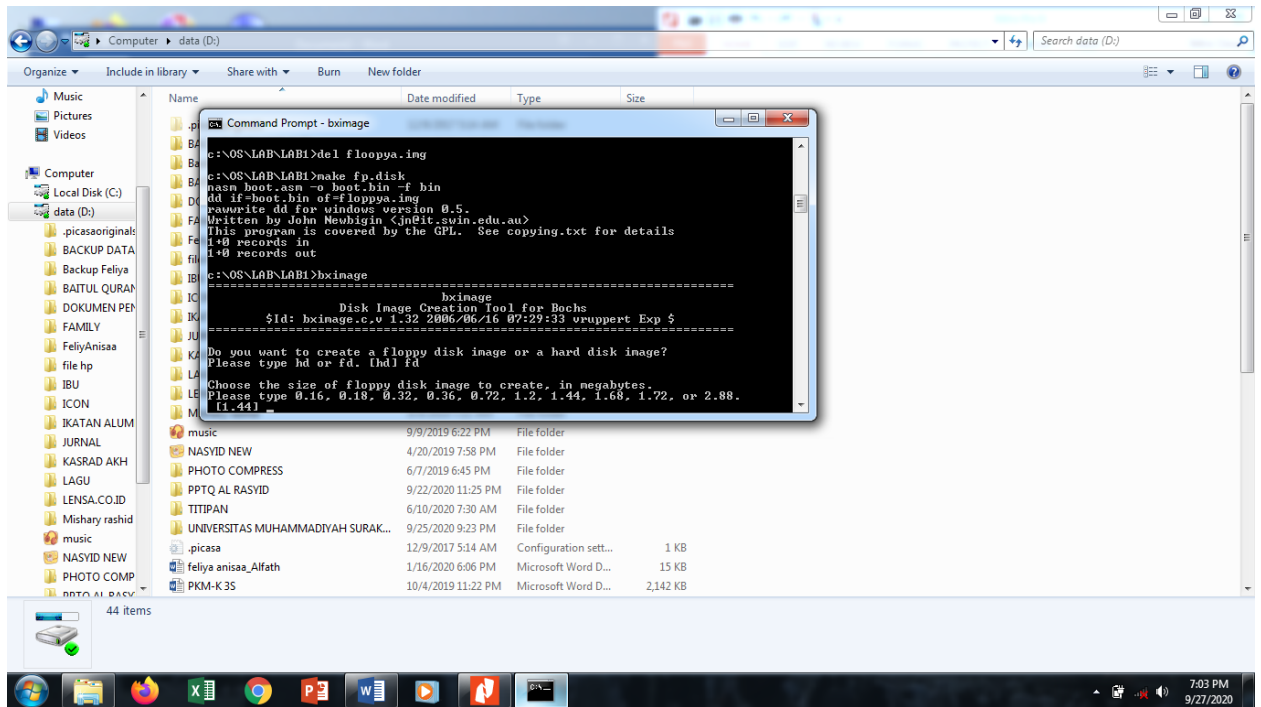 Computer ▸ data (D:)
Search data (D:)
Organize
Include in library
Share with
Burn
New folder
Music
Pictures
Videos
Computer
Local Disk (C:)
data (D:)
.picasaoriginals
BACKUP DATA
Backup Feliya
BAITUL QURAN
DOKUMEN PEN
FAMILY
FeliyAnisaa
file hp
IBU
ICON
IKATAN ALUM
JURNAL
KASRAD AKH
LAGU
LENSA.CO.ID
Mishary rashid
music
NASYID NEW
PHOTO COMP
Name Date modified Type Size
Command Prompt - bximage
c:\OS\LAB\LAB1>del floopya.img
c:\OS\LAB\LAB1>make fp.disk
nasm boot.asm -o boot.bin -f bin
dd if=boot.bin of=floppya.img
rawwrite dd for windows version 0.5.
Written by John Newbigin <jn@it.swin.edu.au>
This program is covered by the GPL.  See copying.txt for details
1+0 records in
1+0 records out
c:\OS\LAB\LAB1>bximage
========================================================================
bximage
Disk Image Creation Tool for Bochs
$Id: bximage.c,v 1.32 2006/06/16 07:29:33 vruppert Exp $
========================================================================
Do you want to create a floppy disk image or a hard disk image?
Please type hd or fd. [hd] fd
Choose the size of floppy disk image to create, in megabytes.
Please type 0.16, 0.18, 0.32, 0.36, 0.72, 1.2, 1.44, 1.68, 1.72, or 2.88.
[1.44] _
music 9/9/2019 6:22 PM File folder
NASYID NEW 4/20/2019 7:58 PM File folder
PHOTO COMPRESS 6/7/2019 6:45 PM File folder
PPTQ AL RASYID 9/22/2020 11:25 PM File folder
TITIPAN 6/10/2020 7:30 AM File folder
UNIVERSITAS MUHAMMADIYAH SURAK... 9/25/2020 9:23 PM File folder
.picasa 12/9/2017 5:14 AM Configuration sett... 1 KB
feliya anisaa_Alfath 1/16/2020 6:06 PM Microsoft Word D... 15 KB
PKM-K 3S 10/4/2019 11:22 PM Microsoft Word D... 2,142 KB
44 items
7:03 PM
9/27/2020